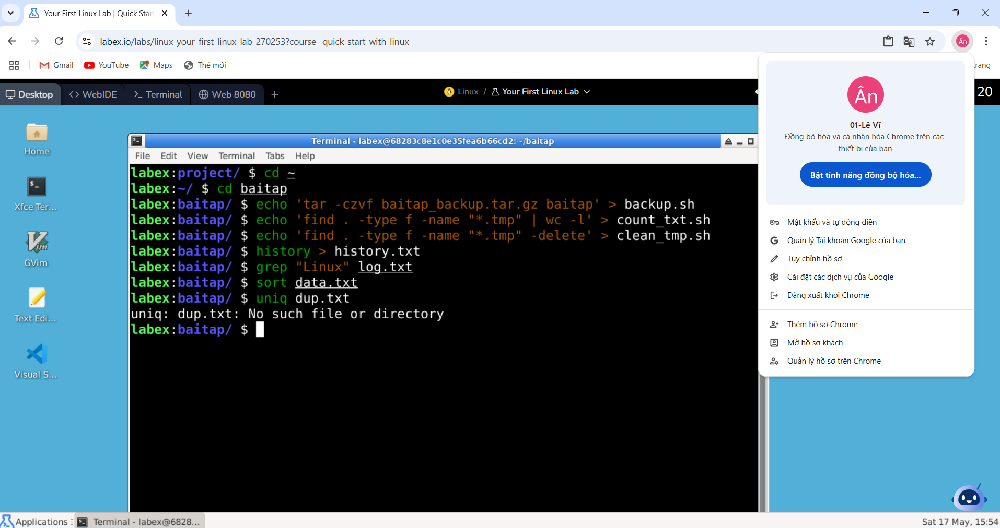 Your First Linux Lab | Quick Star
labex.io/labs/linux-your-first-linux-lab-270253?course=quick-start-with-linux
Ân
Gmail
YouTube
Maps
Thẻ mới
trang
Desktop
<> WebIDE
>_ Terminal
Web 8080
+
Linux / Your First Linux Lab
20
Home
Xfce Ter...
GVim
Text Edi...
Visual S...
Terminal - labex@68283c8e1c0e35fea6b66cd2:~/baitap
File Edit View Terminal Tabs Help
labex:project/ $ cd ~
labex:~/ $ cd baitap
labex:baitap/ $ echo 'tar -czvf baitap_backup.tar.gz baitap' > backup.sh
labex:baitap/ $ echo 'find . -type f -name "*.tmp" | wc -l' > count_txt.sh
labex:baitap/ $ echo 'find . -type f -name "*.tmp" -delete' > clean_tmp.sh
labex:baitap/ $ history > history.txt
labex:baitap/ $ grep "Linux" log.txt
labex:baitap/ $ sort data.txt
labex:baitap/ $ uniq dup.txt
uniq: dup.txt: No such file or directory
labex:baitap/ $
Ân
01-Lê Vĩ
Đồng bộ hóa và cá nhân hóa Chrome trên các
thiết bị của bạn
Bật tính năng đồng bộ hóa...
Mật khẩu và tự động điền
Quản lý Tài khoản Google của bạn
Tùy chỉnh hồ sơ
Cài đặt các dịch vụ của Google
Đăng xuất khỏi Chrome
Thêm hồ sơ Chrome
Mở hồ sơ khách
Quản lý hồ sơ trên Chrome
Applications
Terminal - labex@6828...
Sat 17 May, 15:54